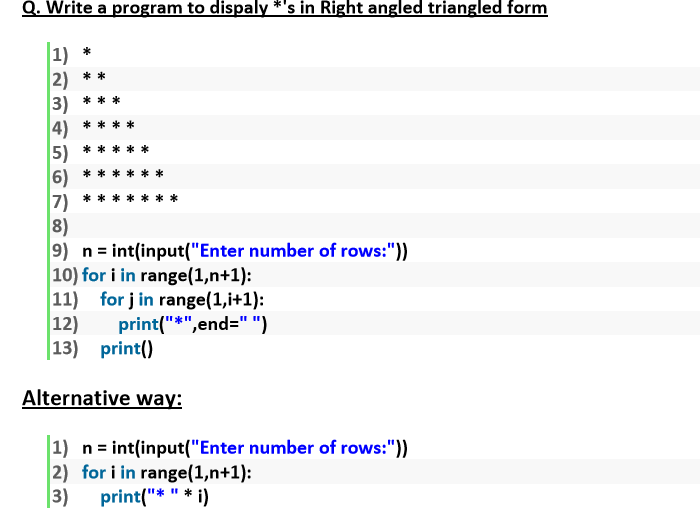 Q. Write a program to dispaly *'s in Right angled triangled form
1) *
2) * *
3) * * *
4) * * * *
5) * * * * *
6) * * * * * *
7) * * * * * * *
8)
9) n = int(input("Enter number of rows:"))
10) for i in range(1,n+1):
11) for j in range(1,i+1):
12) print("*",end=" ")
13) print()
Alternative way:
1) n = int(input("Enter number of rows:"))
2) for i in range(1,n+1):
3) print("* " * i)